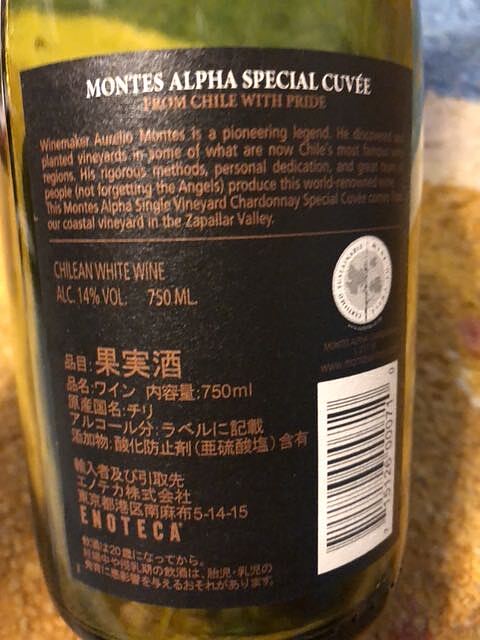 MONTES ALPHA SPECIAL CUVÉE
FROM CHILE WITH PRIDE
Winemaker Aurelio Montes is a pioneering legend. He discovered and
planted vineyards in some of what are now Chile's most famous
regions. His rigorous methods, personal dedication, and great team of
people (not forgetting the Angels) produce this world-renowned wine.
This Montes Alpha Single Vineyard Chardonnay Special Cuvée comes from
our coastal vineyard in the Zapallar Valley.
CHILEAN WHITE WINE
ALC. 14% VOL. 750 ML.
MONTES ALPHA
品目:果実酒
品名:ワイン 内容量:750ml
原産国名:チリ
アルコール分:ラベルに記載
添加物:酸化防止剤(亜硫酸塩)含有
輸入者及び引取先
エノテカ株式会社
東京都港区南麻布5-14-15
ENOTECA
飲酒は20歳になってから。
妊娠中や授乳期の飲酒は、胎児・乳児の
発育に悪影響を与えるおそれがあります。